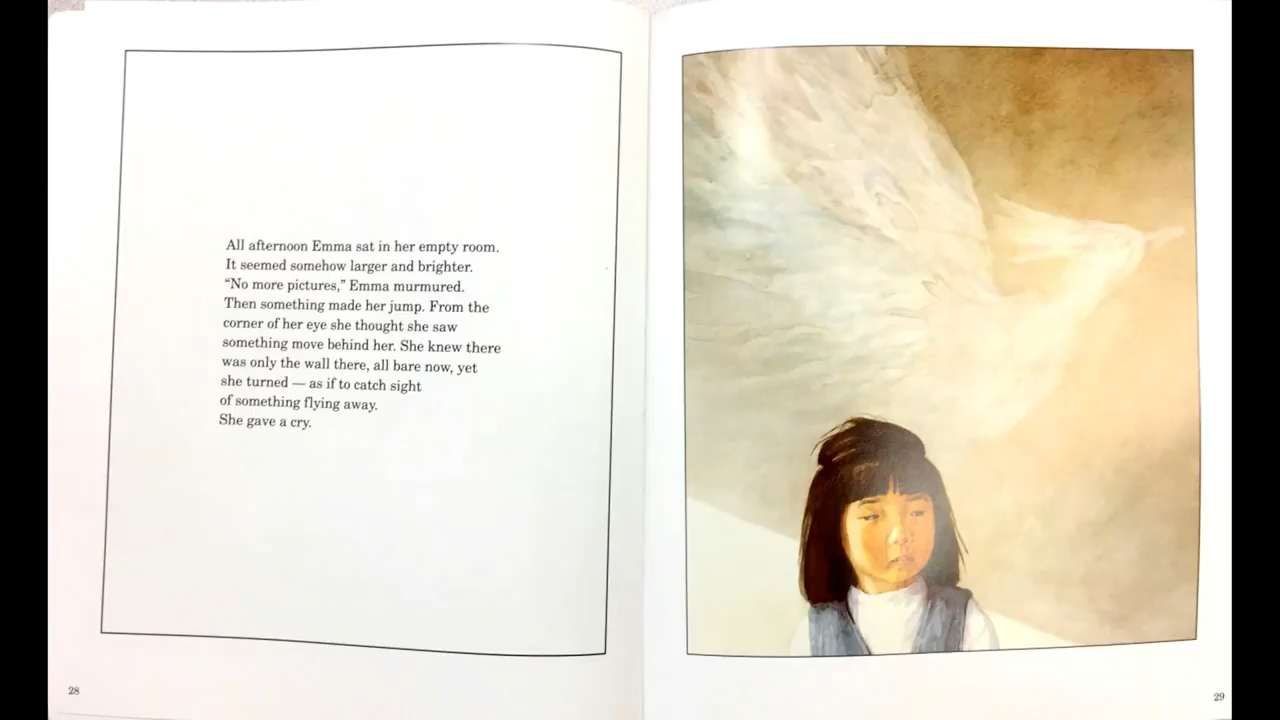 All afternoon Emma sat in her empty room.
It seemed somehow larger and brighter.
“No more pictures,” Emma murmured.
Then something made her jump. From the
corner of her eye she thought she saw
something move behind her. She knew there
was only the wall there, all bare now, yet
she turned — as if to catch sight
of something flying away.
She gave a cry.
28
29